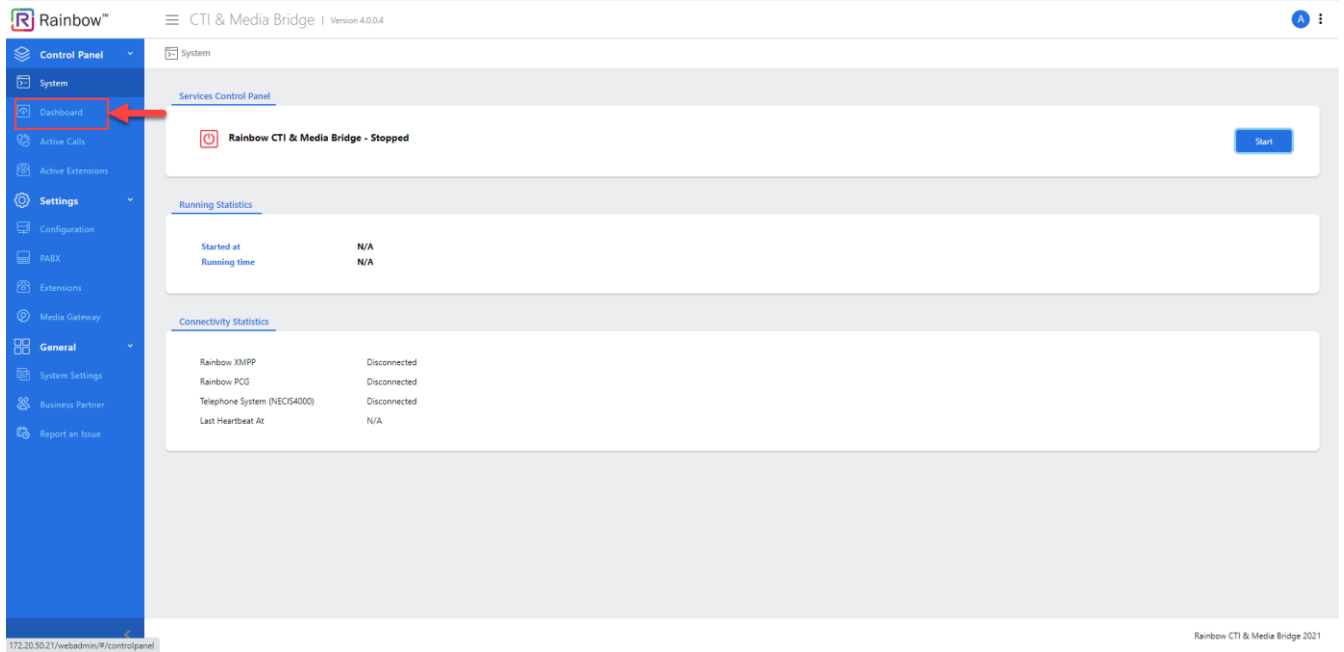 Rainbow™
CTI & Media Bridge | Version 4.0.0.4
A
Control Panel
System
Dashboard
Active Calls
Active Extensions
Settings
Configuration
PABX
Extensions
Media Gateway
General
System Settings
Business Partner
Report an Issue
System
Services Control Panel
Rainbow CTI & Media Bridge - Stopped
Start
Running Statistics
Started at N/A
Running time N/A
Connectivity Statistics
Rainbow XMPP Disconnected
Rainbow PCG Disconnected
Telephone System (NECIS4000) Disconnected
Last Heartbeat At N/A
172.20.50.21/webadmin/#/controlpanel
Rainbow CTI & Media Bridge 2021